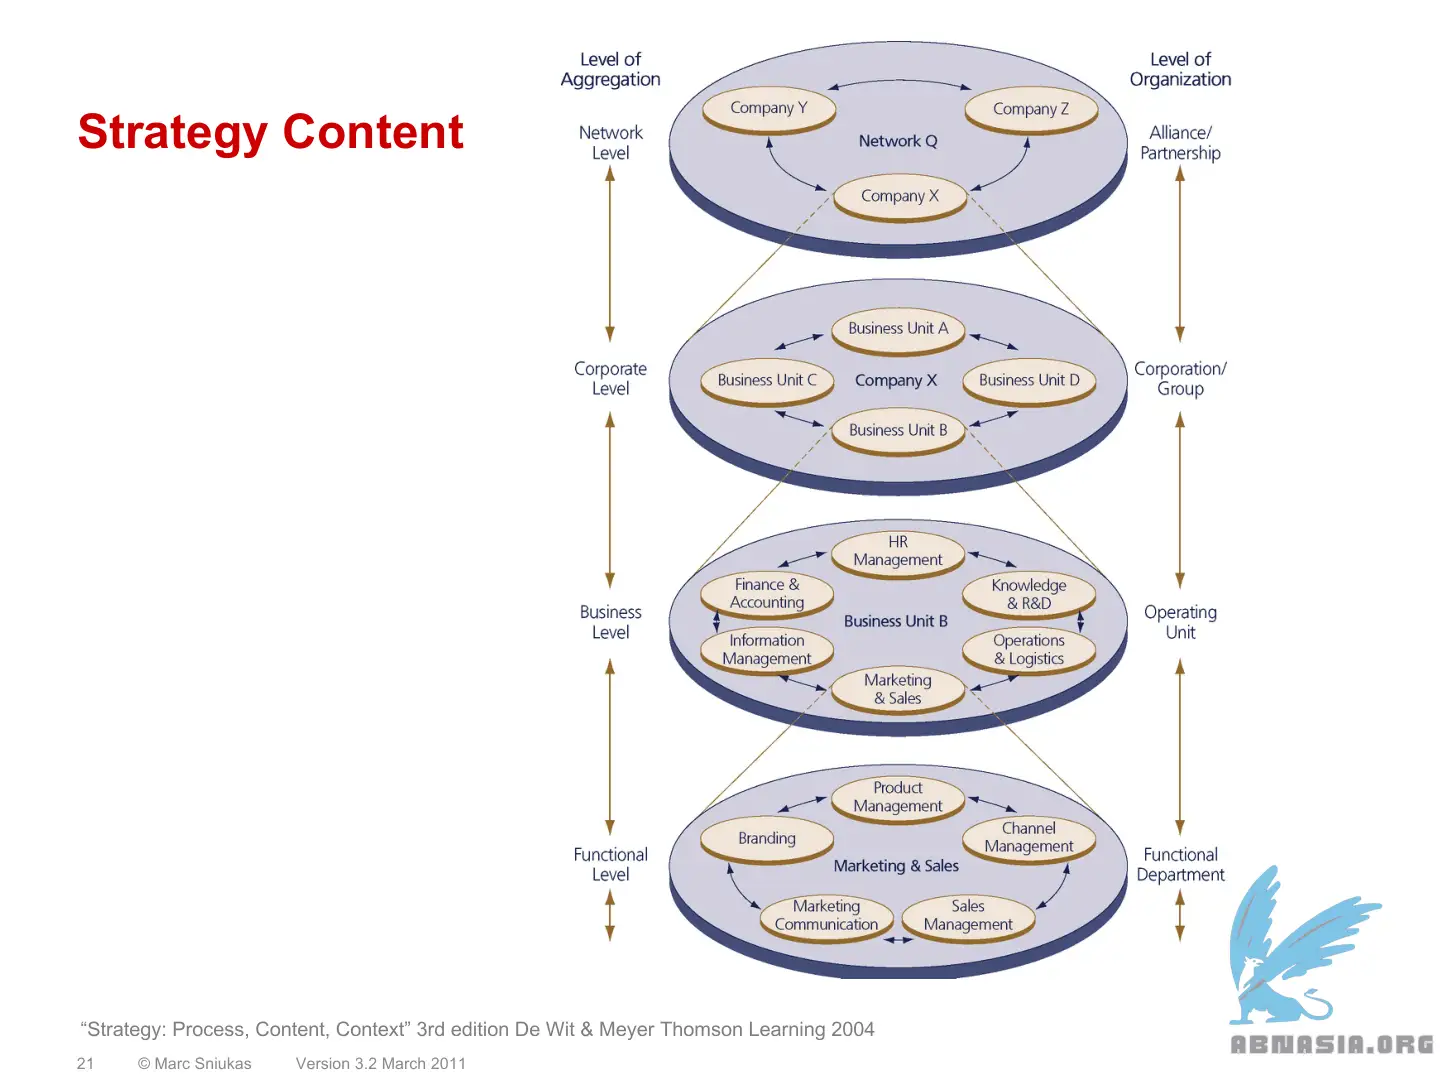 Level of
Aggregation
Level of
Organization
Strategy Content
Network
Level
Company Y
Company Z
Network Q
Company X
Alliance/
Partnership
Corporate
Level
Business Unit A
Business Unit C
Company X
Business Unit D
Business Unit B
Corporation/
Group
Business
Level
HR
Management
Finance &
Accounting
Knowledge
& R&D
Business Unit B
Information
Management
Operations
& Logistics
Marketing
& Sales
Operating
Unit
Functional
Level
Product
Management
Branding
Channel
Management
Marketing & Sales
Marketing
Communication
Sales
Management
Functional
Department
“Strategy: Process, Content, Context” 3rd edition De Wit & Meyer Thomson Learning 2004
21 © Marc Sniukas Version 3.2 March 2011
ABNASIA.ORG